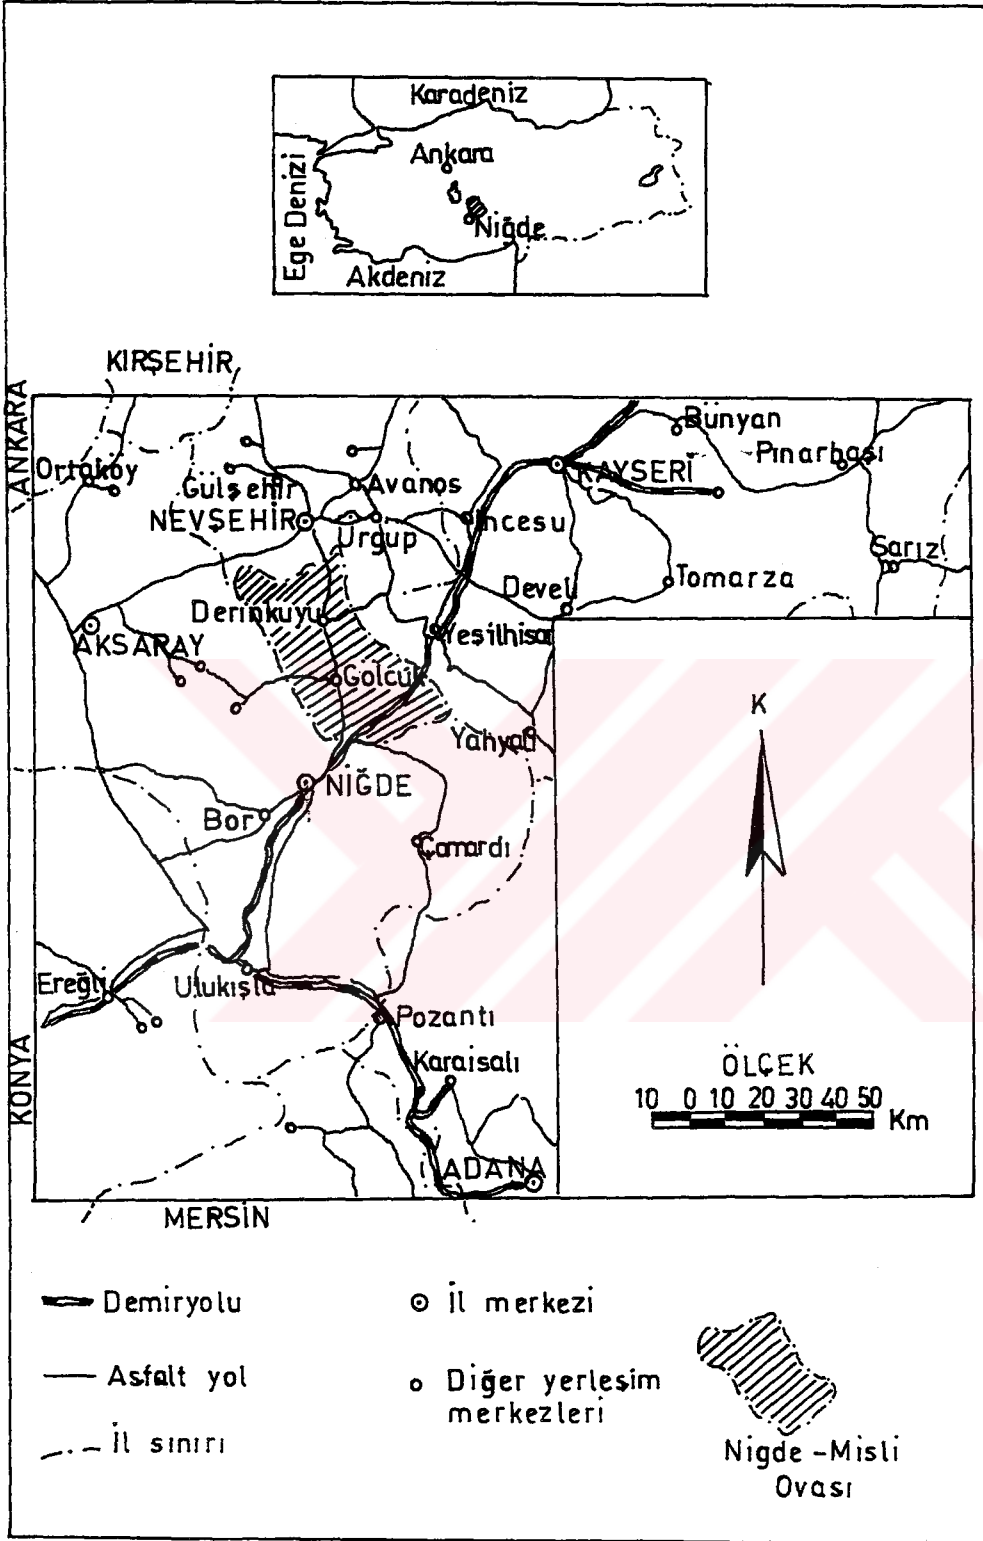 Karadeniz
Ankara
Ege Denizi
Niğde
Akdeniz
KIRŞEHİR
ANKARA
Bünyan
Ortaköy
Pınarbaşı
KAYSERİ
Gülşehir
Avanos
NEVŞEHİR
İncesu
Ürgup
Sarız
Develi
Tomarza
Derinkuyu
AKSARAY
Yeşilhisar
Gölcük
K
Yahyalı
NİĞDE
Bor
Çamardı
Ereğli
Ulukışla
Pozantı
KONYA
Karaisalı
ÖLÇEK
10 0 10 20 30 40 50
Km
ADANA
MERSİN
Demiryolu
İl merkezi
Asfalt yol
Diğer yerleşim
merkezleri
İl sınırı
Nigde - Misli
Ovası